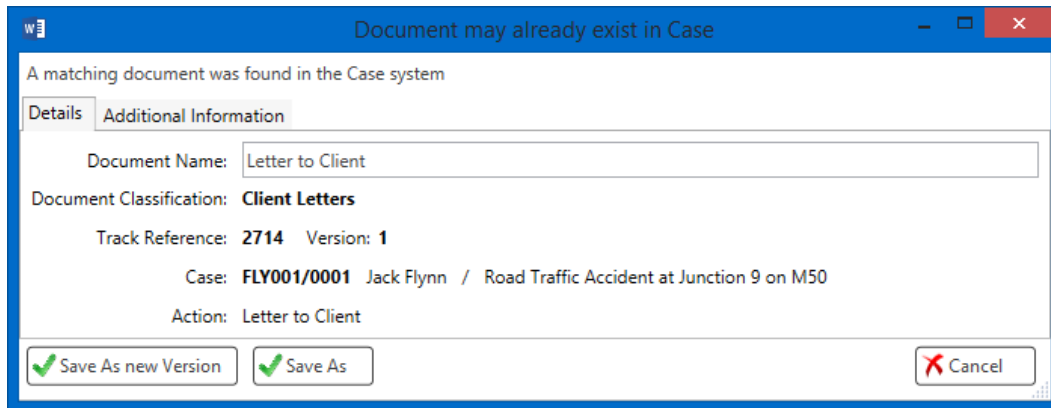 Document may already exist in Case
A matching document was found in the Case system
Details Additional Information
Document Name: Letter to Client
Document Classification: Client Letters
Track Reference: 2714 Version: 1
Case: FLY001/0001 Jack Flynn / Road Traffic Accident at Junction 9 on M50
Action: Letter to Client
Save As new Version Save As Cancel